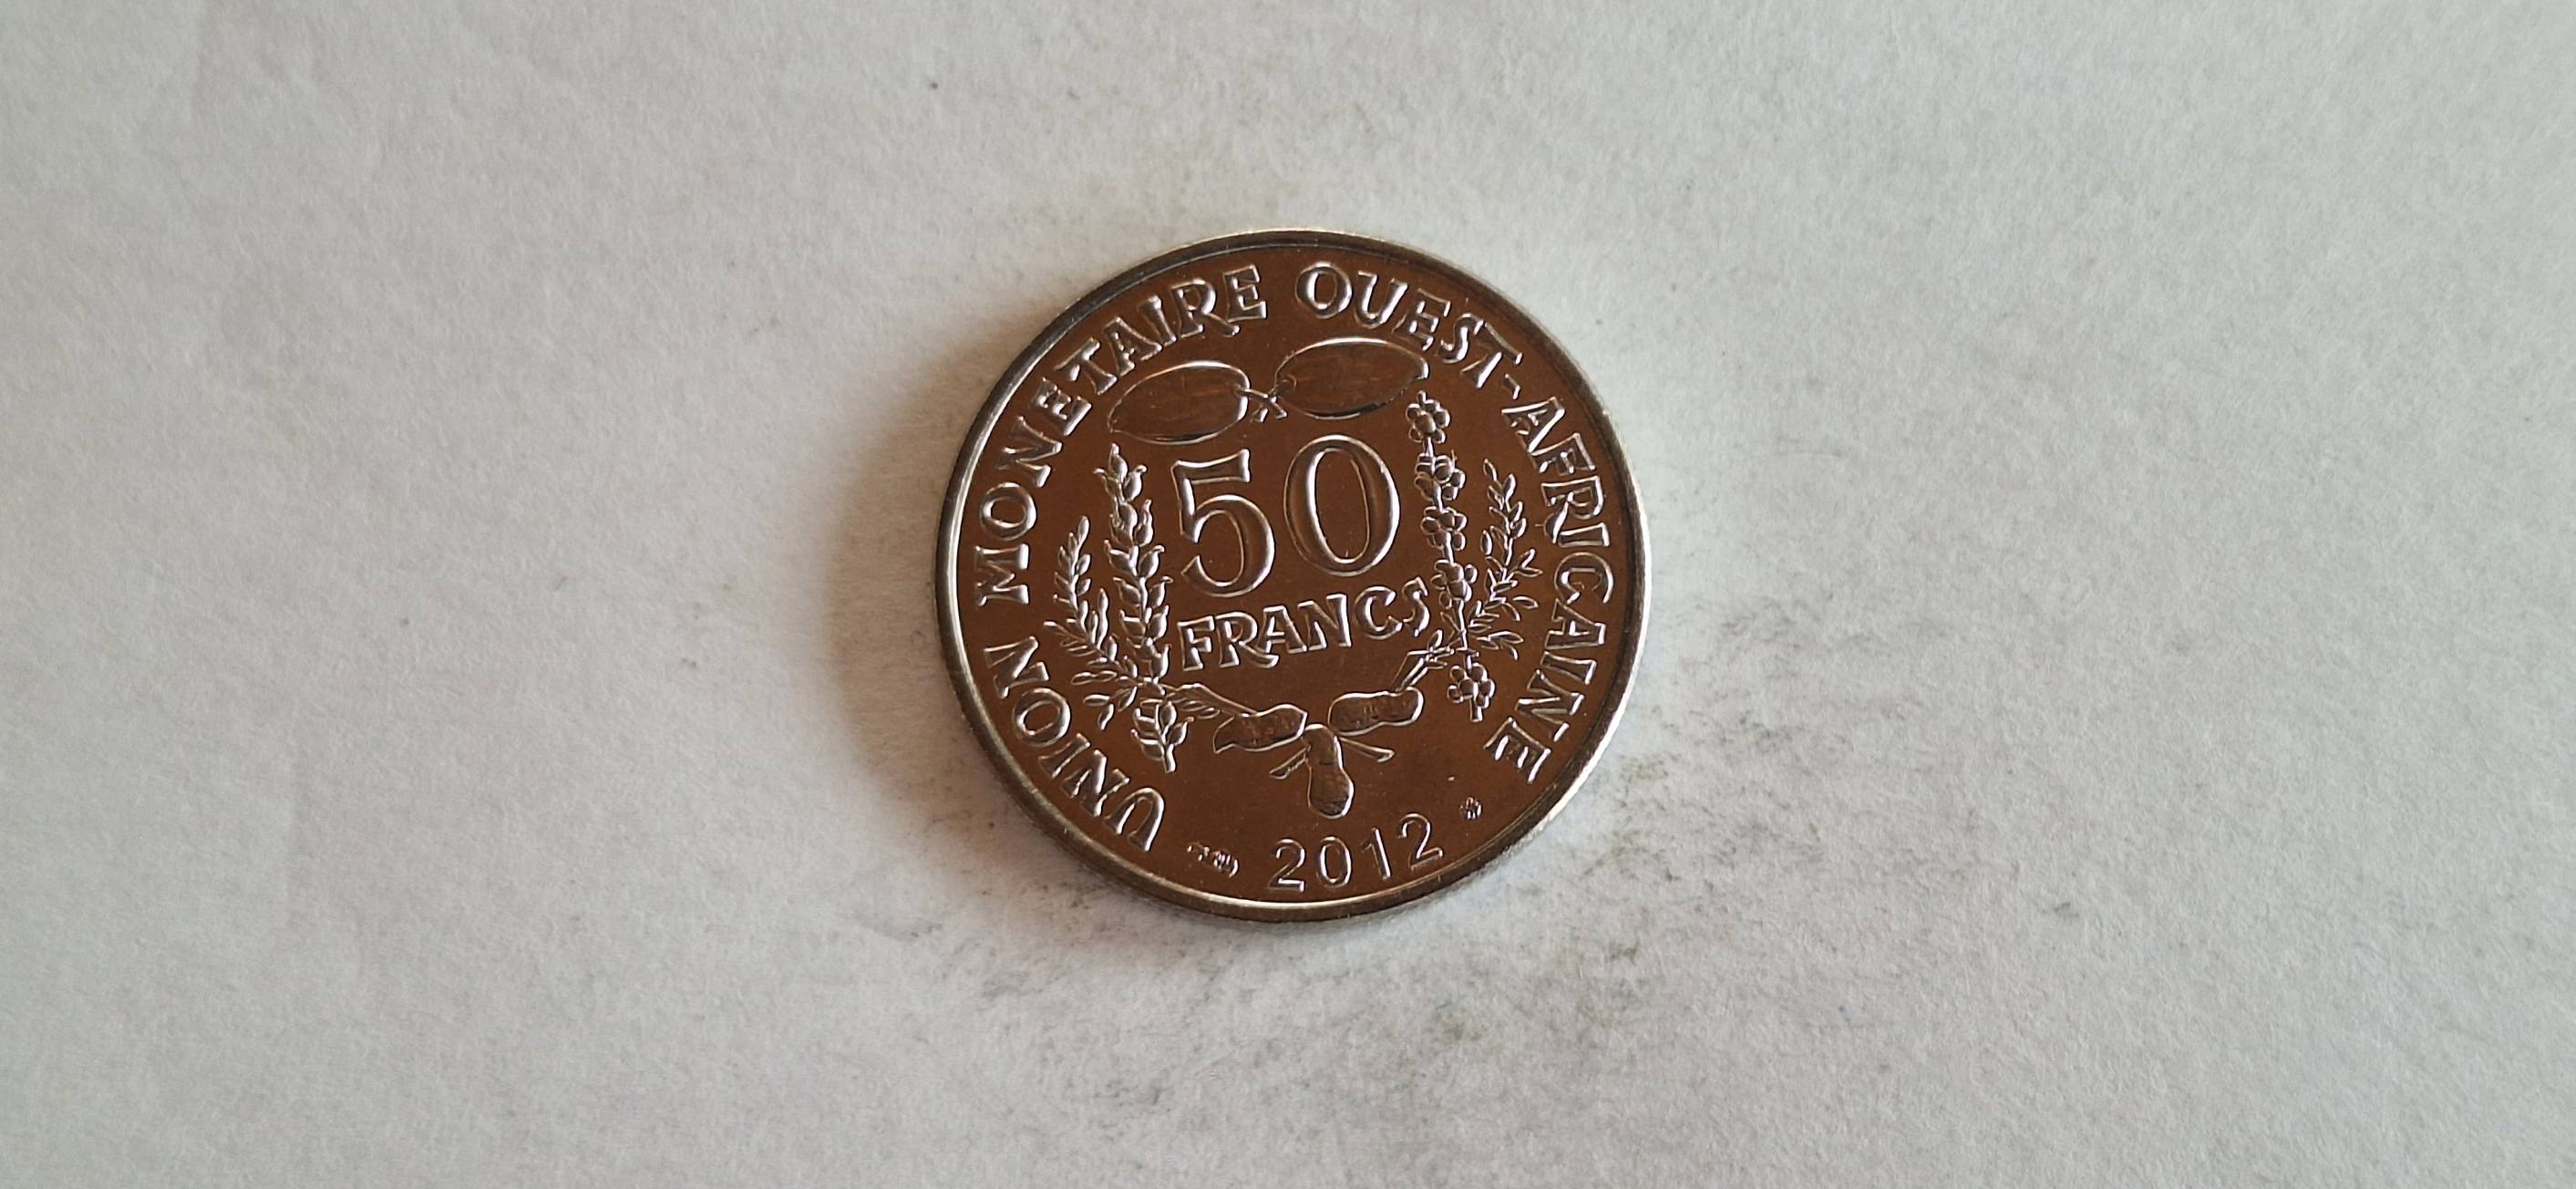 UNION MONETAIRE OUEST-AFRICAINE
50
FRANCS
2012